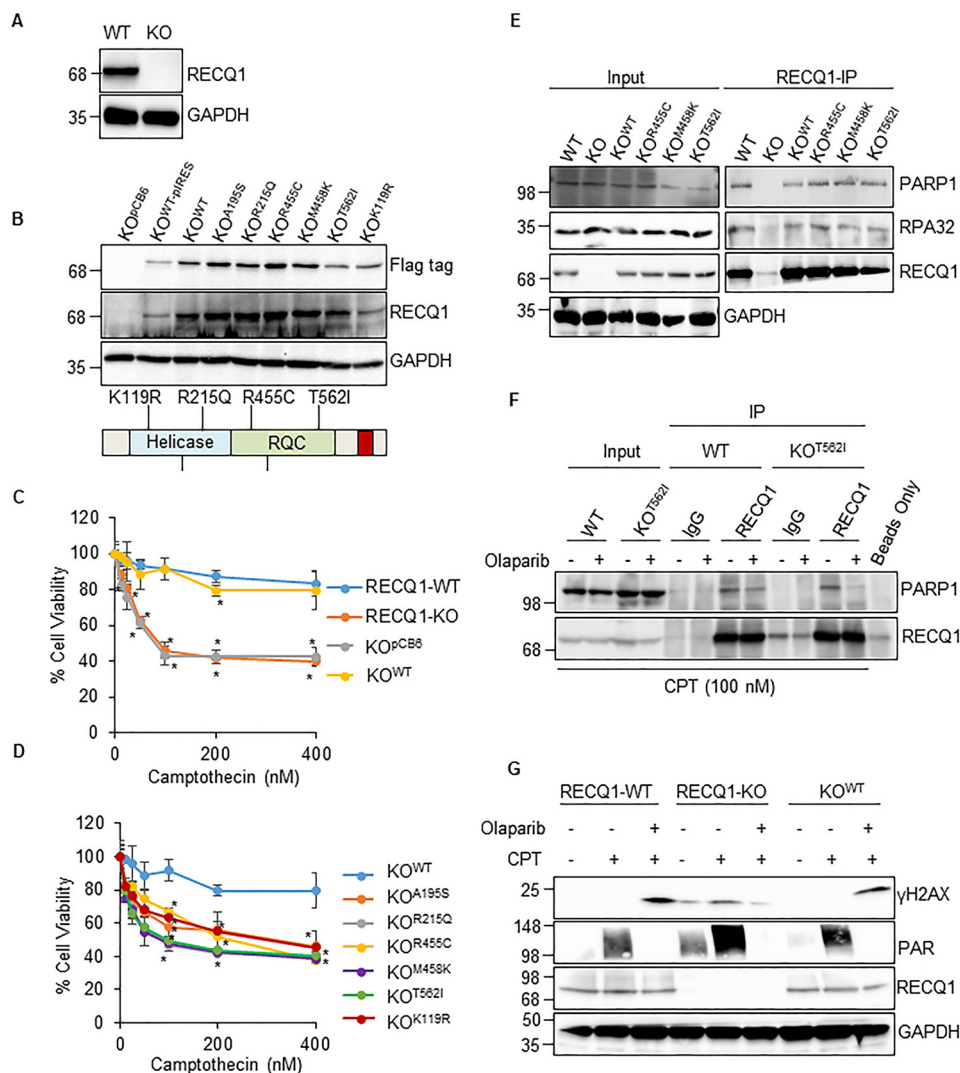 A
WT KO
68 RECQ1
35 GAPDH
B
KOpCB6 KOWT-pIRES KOWT KOA195S KOR215Q KOR455C KOM458K KOT562I KOK119R
68 Flag tag
68 RECQ1
35 GAPDH
K119R R215Q R455C T562I
Helicase RQC
C
120
100
80
60
40
20
0
% Cell Viability
0 200 400
Camptothecin (nM)
RECQ1-WT
RECQ1-KO
KOpCB6
KOWT
* * * * * * * * *
D
120
100
80
60
40
20
0
% Cell Viability
0 200 400
Camptothecin (nM)
KOWT
KOA195S
KOR215Q
KOR455C
KOM458K
KOT562I
KOK119R
* * * * * * * * * *
E
Input RECQ1-IP
WT KO KOWT KOR455C KOM458K KOT562I WT KO KOWT KOR455C KOM458K KOT562I
98 PARP1
35 RPA32
68 RECQ1
35 GAPDH
F
IP
Input WT KOT562I
WT KOT562I IgG RECQ1 IgG RECQ1 Beads Only
Olaparib - + - + - + - + - + - +
98 PARP1
68 RECQ1
CPT (100 nM)
G
RECQ1-WT RECQ1-KO KOWT
Olaparib - - + - - + - - +
CPT - + + - + + - + +
25 γH2AX
148
98 PAR
98
68 RECQ1
50
35 GAPDH